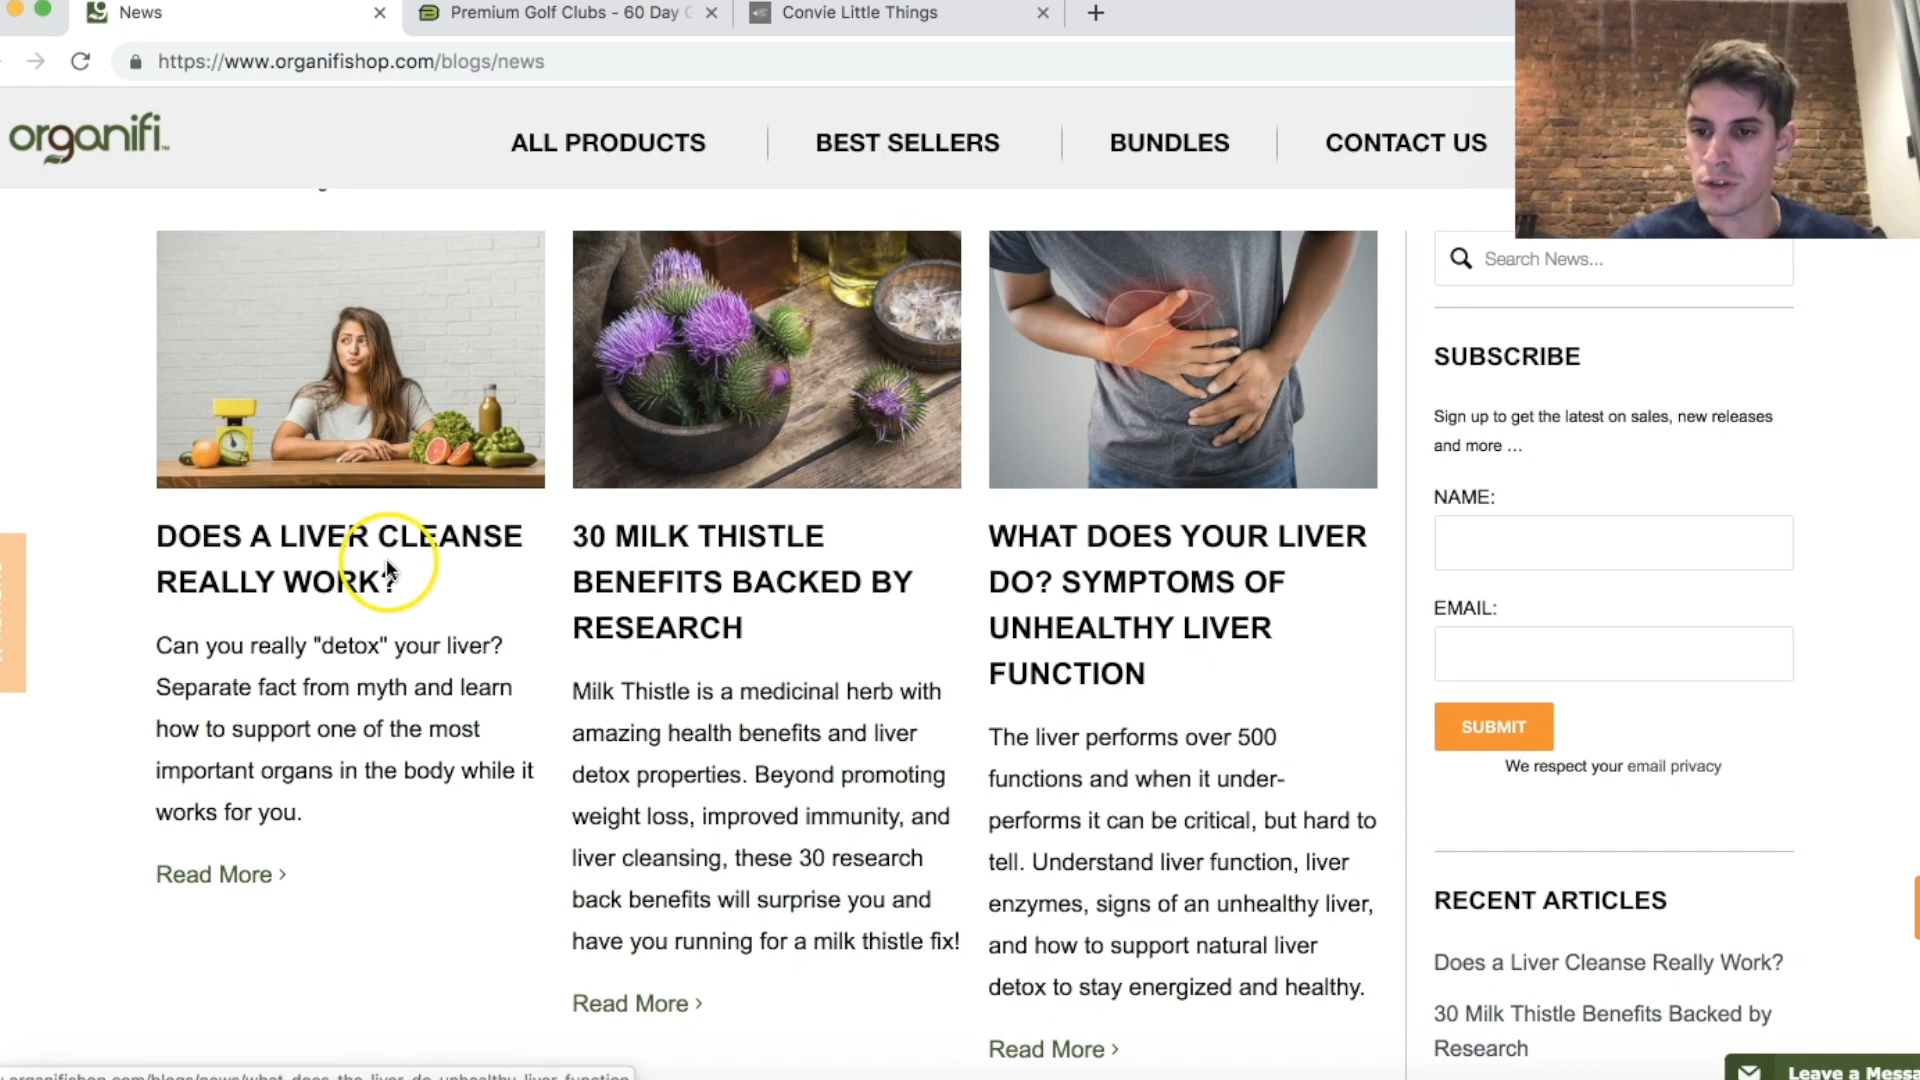 News
Premium Golf Clubs - 60 Day
Convie Little Things
https://www.organifishop.com/blogs/news
organifi
ALL PRODUCTS
BEST SELLERS
BUNDLES
CONTACT US
DOES A LIVER CLEANSE
REALLY WORK?
Can you really "detox" your liver?
Separate fact from myth and learn
how to support one of the most
important organs in the body while it
works for you.
Read More ›
30 MILK THISTLE
BENEFITS BACKED BY
RESEARCH
Milk Thistle is a medicinal herb with
amazing health benefits and liver
detox properties. Beyond promoting
weight loss, improved immunity, and
liver cleansing, these 30 research
back benefits will surprise you and
have you running for a milk thistle fix!
Read More ›
WHAT DOES YOUR LIVER
DO? SYMPTOMS OF
UNHEALTHY LIVER
FUNCTION
The liver performs over 500
functions and when it under-
performs it can be critical, but hard to
tell. Understand liver function, liver
enzymes, signs of an unhealthy liver,
and how to support natural liver
detox to stay energized and healthy.
Read More ›
Search News...
SUBSCRIBE
Sign up to get the latest on sales, new releases
and more ...
NAME:
EMAIL:
SUBMIT
We respect your email privacy
RECENT ARTICLES
Does a Liver Cleanse Really Work?
30 Milk Thistle Benefits Backed by
Research
Leave a Messa
organifishop.com/blogs/news/what-does-the-liver-do-unhealthy-liver-function